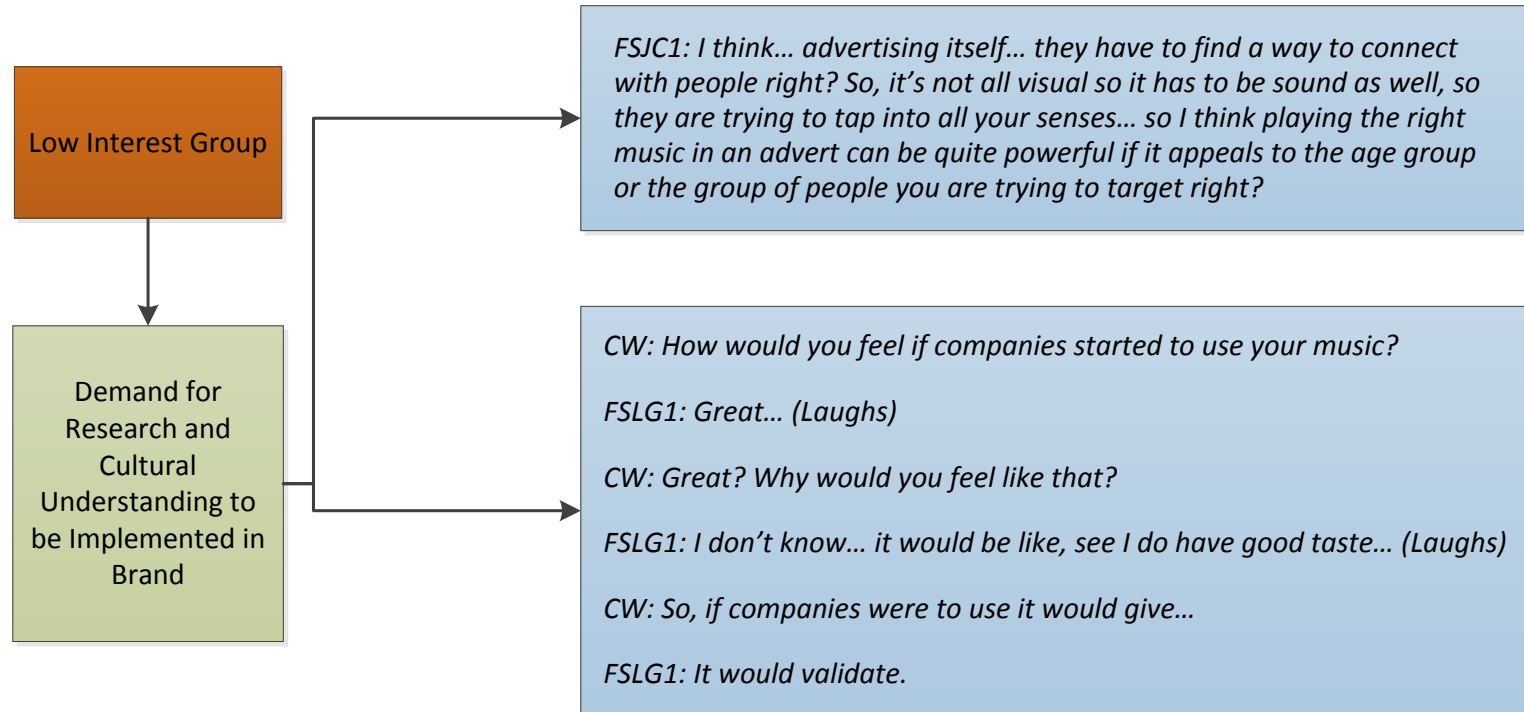 Low Interest Group
Demand for
Research and
Cultural
Understanding to
be Implemented in
Brand
FSJC1: I think… advertising itself… they have to find a way to connect
with people right? So, it’s not all visual so it has to be sound as well, so
they are trying to tap into all your senses… so I think playing the right
music in an advert can be quite powerful if it appeals to the age group
or the group of people you are trying to target right?
CW: How would you feel if companies started to use your music?
FSLG1: Great… (Laughs)
CW: Great? Why would you feel like that?
FSLG1: I don’t know… it would be like, see I do have good taste… (Laughs)
CW: So, if companies were to use it would give…
FSLG1: It would validate.